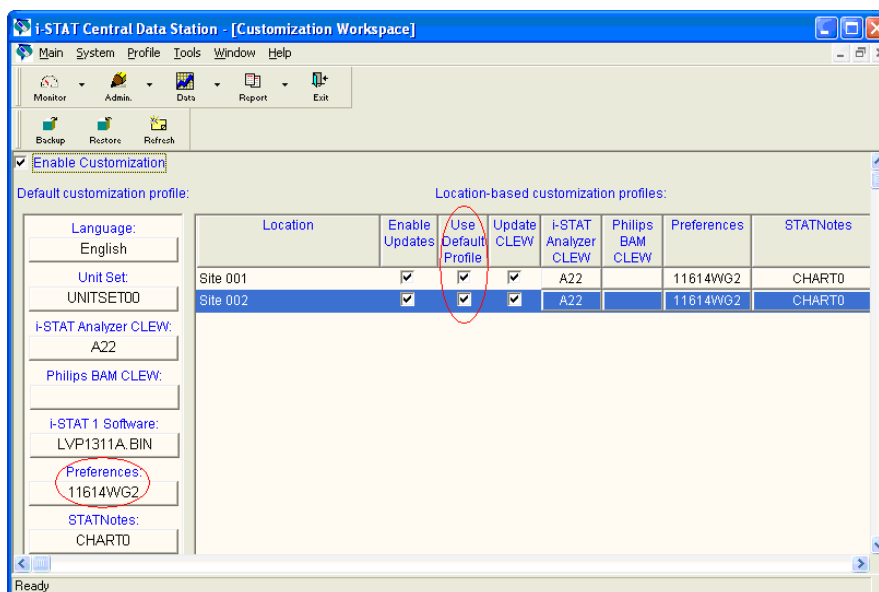 i-STAT Central Data Station - [Customization Workspace]
Main System Profile Tools Window Help
Monitor Admin. Data Report Exit
Backup Restore Refresh
Enable Customization
Default customization profile:
Location-based customization profiles:
Language:
English
Unit Set:
UNITSET00
i-STAT Analyzer CLEW:
A22
Philips BAM CLEW:
i-STAT 1 Software:
LVP1311A.BIN
Preferences:
11614WG2
STATNotes:
CHART0
Location Enable Updates Use Default Profile Update CLEW i-STAT Analyzer CLEW Philips BAM CLEW Preferences STATNotes
Site 001 A22 11614WG2 CHART0
Site 002 A22 11614WG2 CHART0
Ready